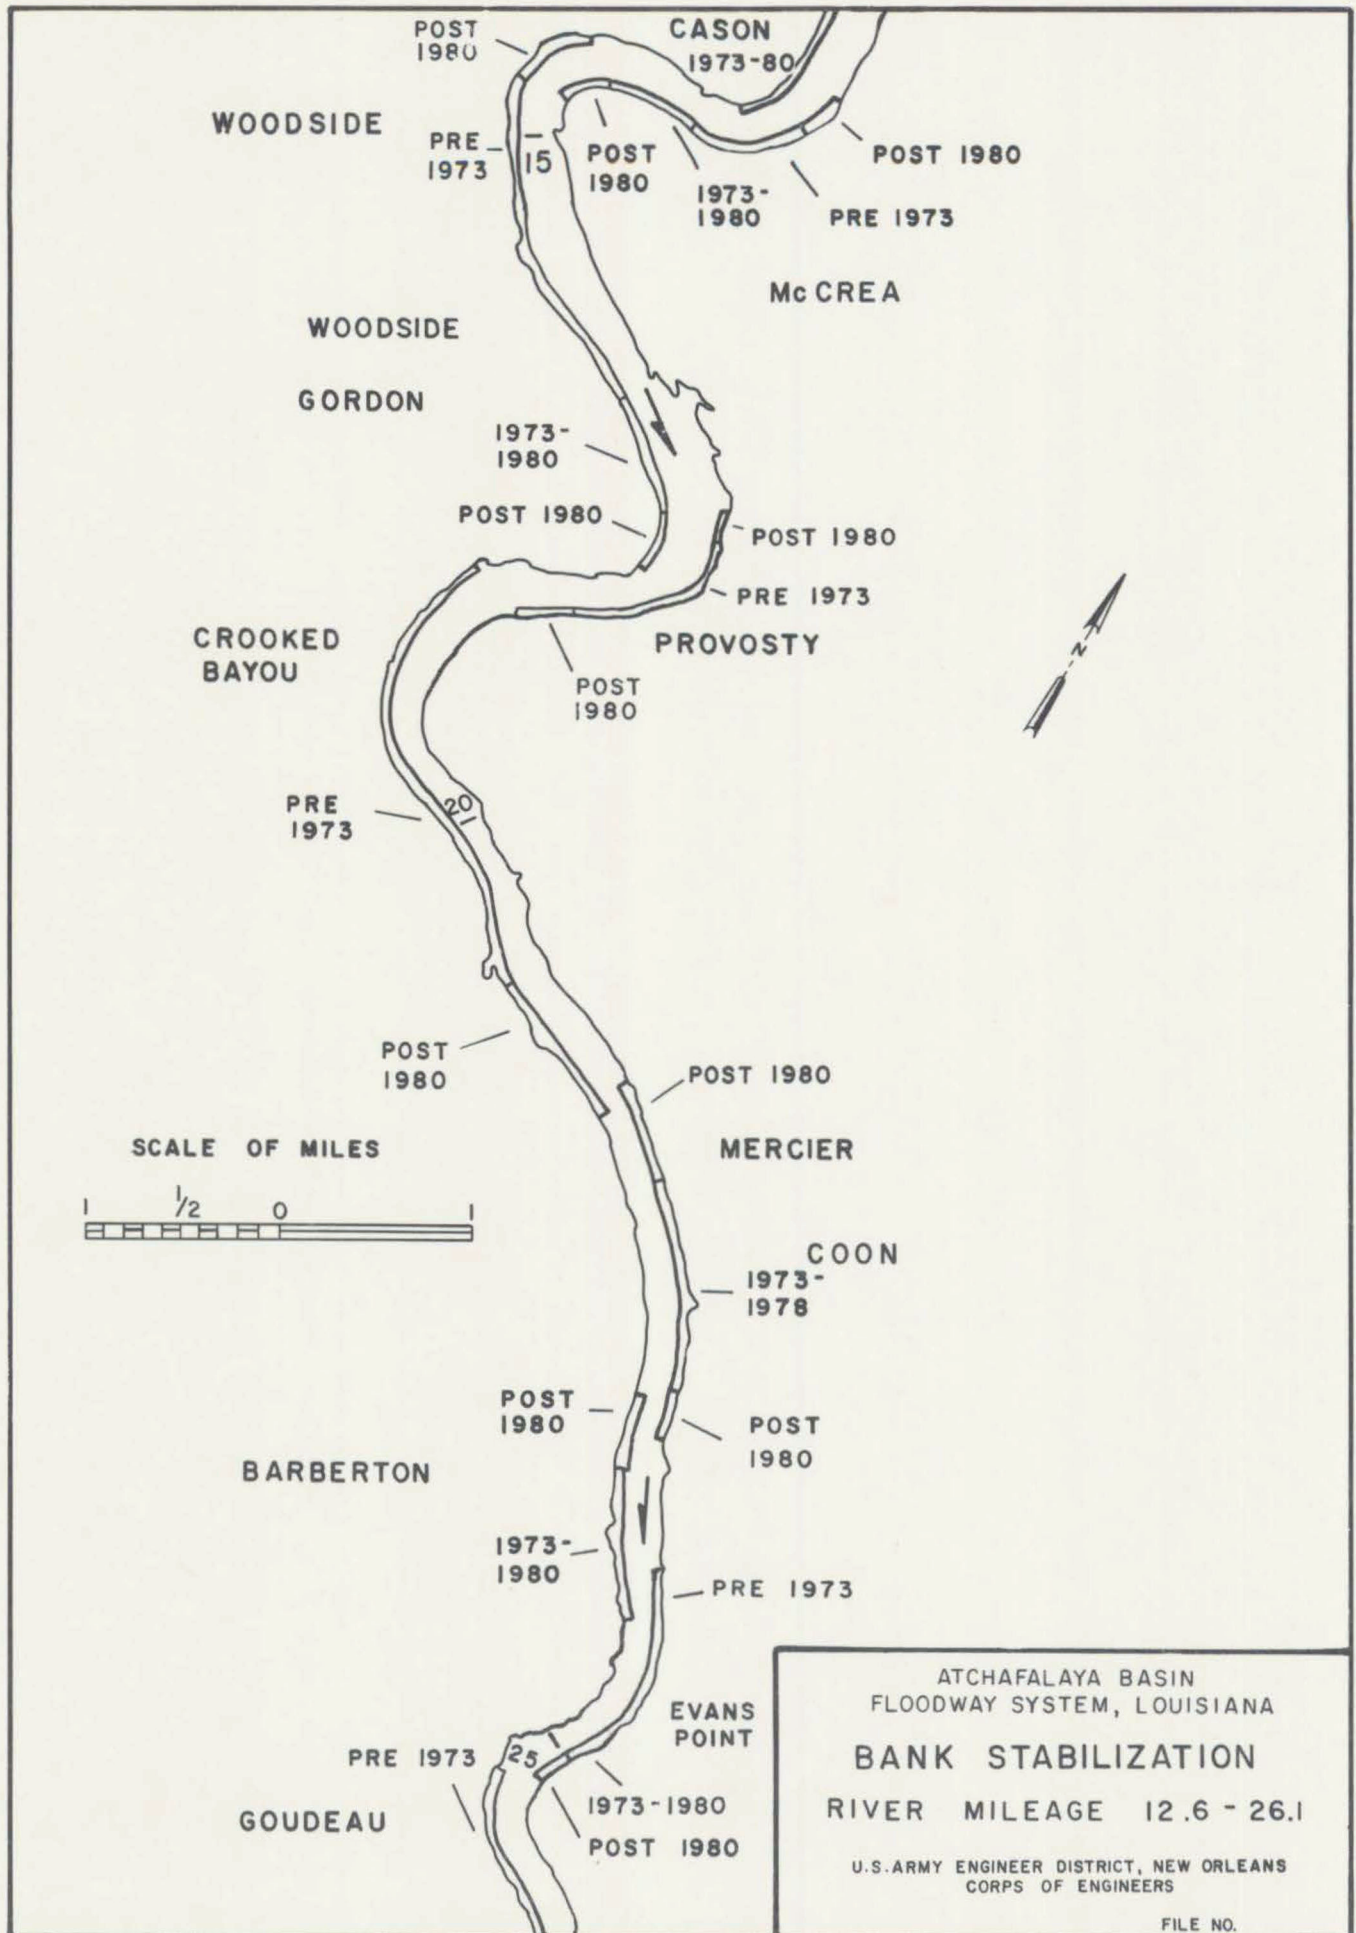 POST
1980
CASON
1973-80
WOODSIDE
PRE
1973
15
POST
1980
1973-
1980
POST 1980
PRE 1973
McCREA
WOODSIDE
GORDON
1973-
1980
POST 1980
POST 1980
PRE 1973
CROOKED
BAYOU
PROVOSTY
POST
1980
N
PRE
1973
20
21
POST
1980
POST 1980
SCALE OF MILES
1 1/2 0 1
MERCIER
COON
1973-
1978
POST
1980
POST
1980
BARBERTON
1973-
1980
PRE 1973
EVANS
POINT
PRE 1973
25
1973-1980
POST 1980
GOUDEAU
ATCHAFALAYA BASIN
FLOODWAY SYSTEM, LOUISIANA
BANK STABILIZATION
RIVER MILEAGE 12.6 - 26.1
U.S. ARMY ENGINEER DISTRICT, NEW ORLEANS
CORPS OF ENGINEERS
FILE NO.